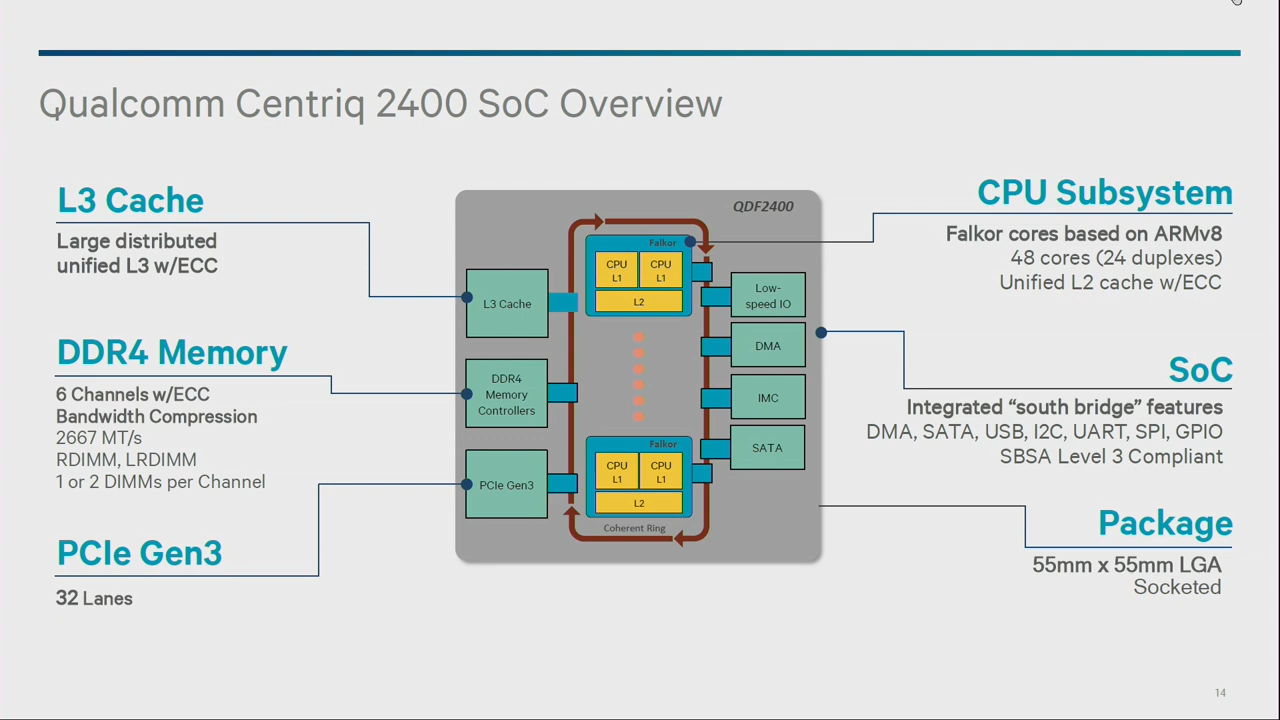 Qualcomm Centriq 2400 SoC Overview
L3 Cache
Large distributed
unified L3 w/ECC
DDR4 Memory
6 Channels w/ECC
Bandwidth Compression
2667 MT/s
RDIMM, LRDIMM
1 or 2 DIMMs per Channel
PCIe Gen3
32 Lanes
QDF2400
Falkor
CPU L1
CPU L1
L2
L3 Cache
DDR4
Memory
Controllers
PCIe Gen3
Low-
speed IO
DMA
IMC
SATA
Falkor
CPU L1
CPU L1
L2
Coherent Ring
CPU Subsystem
Falkor cores based on ARMv8
48 cores (24 duplexes)
Unified L2 cache w/ECC
SoC
Integrated “south bridge” features
DMA, SATA, USB, I2C, UART, SPI, GPIO
SBSA Level 3 Compliant
Package
55mm x 55mm LGA
Socketed
14